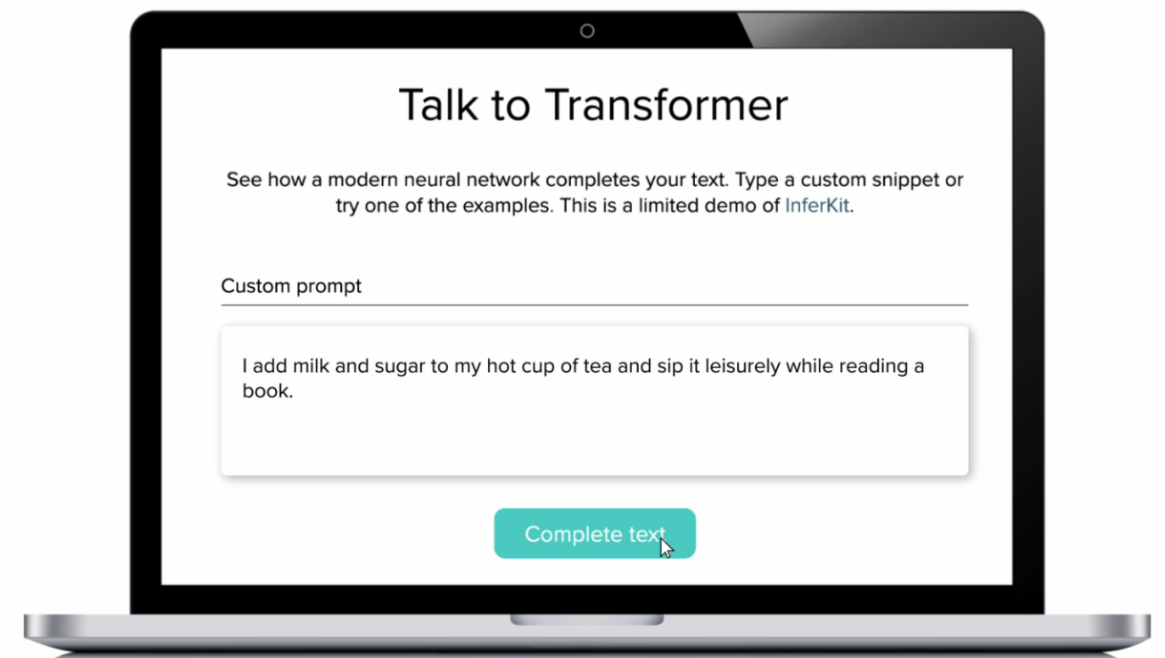 Talk to Transformer
See how a modern neural network completes your text. Type a custom snippet or
try one of the examples. This is a limited demo of InferKit.
Custom prompt
I add milk and sugar to my hot cup of tea and sip it leisurely while reading a
book.
Complete text